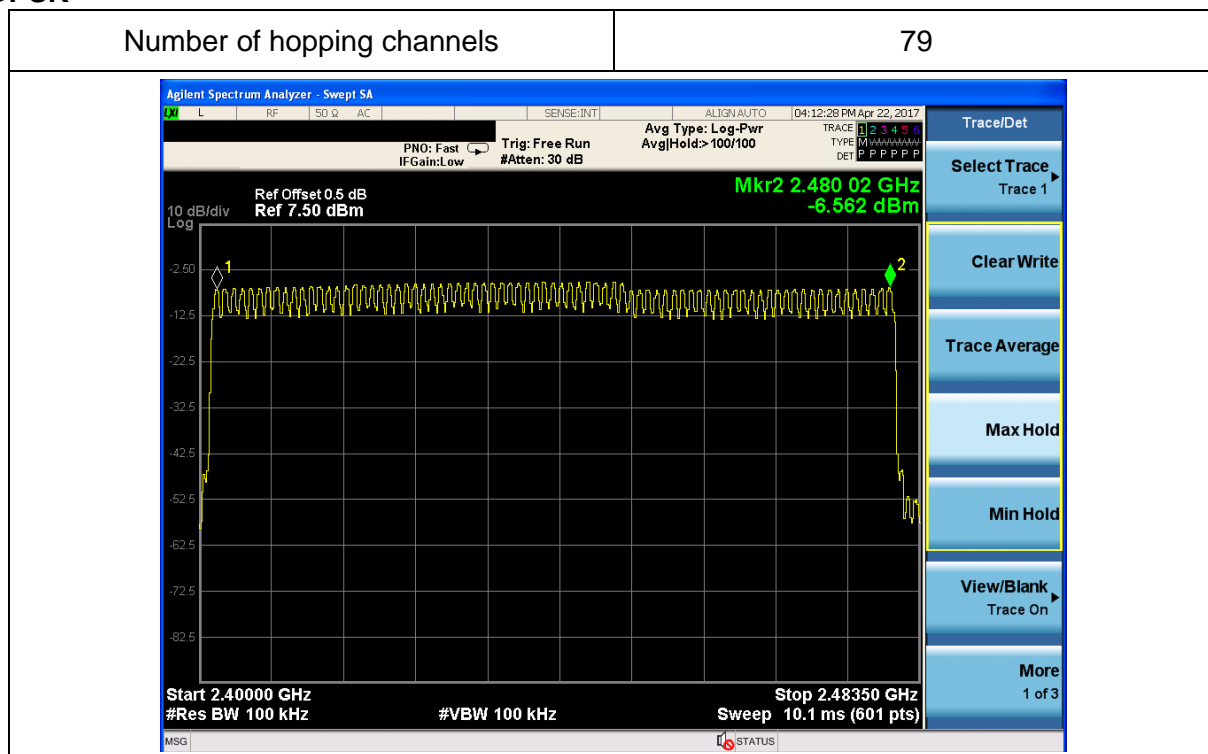 Number of hopping channels 79
Agilent Spectrum Analyzer - Swept SA
LXI L RF 50 Ω AC SENSE:INT ALIGNAUTO 04:12:28 PM Apr 22, 2017
PNO: Fast Trig: Free Run Avg Type: Log-Pwr TRACE 1 2 3 4 5 6
IFGain:Low #Atten: 30 dB Avg|Hold:>100/100 TYPE M WWWWW
DET P P P P P P
Trace/Det
Mkr2 2.480 02 GHz
-6.562 dBm
Ref Offset 0.5 dB
10 dB/div Ref 7.50 dBm
Log
1
2
-2.50
-12.5
-22.5
-32.5
-42.5
-52.5
-62.5
-72.5
-82.5
Start 2.40000 GHz Stop 2.48350 GHz
#Res BW 100 kHz #VBW 100 kHz Sweep 10.1 ms (601 pts)
MSG STATUS
Select Trace
Trace 1
Clear Write
Trace Average
Max Hold
Min Hold
View/Blank
Trace On
More
1 of 3